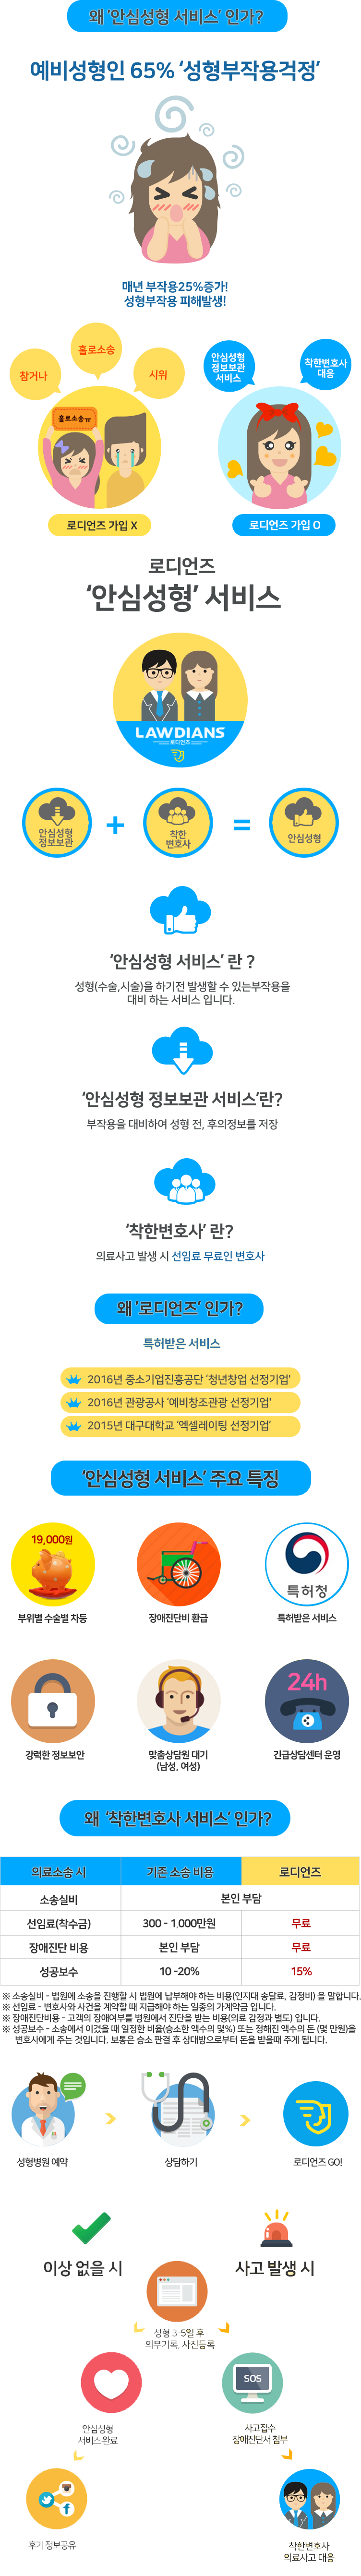 왜 '안심성형 서비스' 인가?
예비성형인 65% '성형부작용걱정'
매년 부작용25%증가!
성형부작용 피해발생!
참거나
홀로소송
시위
안심성형
정보보관
서비스
착한변호사
대응
홀로소송ㅠ
로디언즈 가입 X
로디언즈 가입 O
로디언즈
'안심성형' 서비스
LAWDIANS
로디언즈
안심성형
정보보관
+
착한
변호사
=
안심성형
'안심성형 서비스' 란 ?
성형(수술,시술)을 하기전 발생할 수 있는부작용을
대비 하는 서비스 입니다.
'안심성형 정보보관 서비스'란?
부작용을 대비하여 성형 전, 후의정보를 저장
'착한변호사' 란?
의료사고 발생 시 선임료 무료인 변호사
왜 '로디언즈' 인가?
특허받은 서비스
2016년 중소기업진흥공단 '청년창업 선정기업'
2016년 관광공사 '예비창조관광 선정기업'
2015년 대구대학교 '엑셀레이팅 선정기업'
'안심성형 서비스' 주요 특징
19,000원
특허청
부위별 수술별 차등
장애진단비 환급
특허받은 서비스
24h
강력한 정보보안
맞춤상담원 대기
(남성, 여성)
긴급상담센터 운영
왜 '착한변호사 서비스' 인가?
의료소송 시 기존 소송 비용 로디언즈
소송실비 본인 부담
선임료(착수금) 300 - 1,000만원 무료
장애진단 비용 본인 부담 무료
성공보수 10 -20% 15%
※ 소송실비 - 법원에 소송을 진행할 시 법원에 납부해야 하는 비용(인지대 송달료, 감정비) 을 말합니다.
※ 선임료 - 변호사와 사건을 계약할 때 지급해야 하는 일종의 가계약금 입니다.
※ 장애진단비용 - 고객의 장애여부를 병원에서 진단을 받는 비용(의료 감정과 별도) 입니다.
※ 성공보수 - 소송에서 이겼을 때 일정한 비율(승소한 액수의 몇%) 또는 정해진 액수의 돈 (몇 만원)을
변호사에게 주는 것입니다. 보통은 승소 판결 후 상대방으로부터 돈을 받을때 주게 됩니다.
성형병원 예약
상담하기
로디언즈 GO!
이상 없을 시
사고 발생 시
성형 3-5일 후
의무기록, 사진등록
SOS
안심성형
서비스 완료
사고접수
장애진단서 첨부
후기 정보공유
착한변호사
의료사고 대응